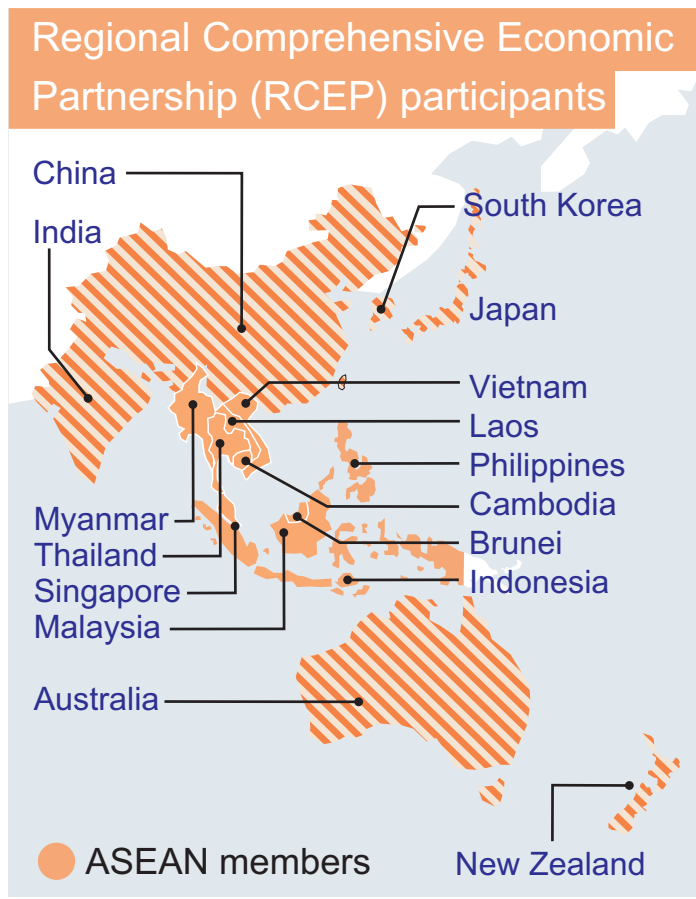 Regional Comprehensive Economic
Partnership (RCEP) participants
China
South Korea
India
Japan
Vietnam
Laos
Philippines
Cambodia
Myanmar
Brunei
Thailand
Indonesia
Singapore
Malaysia
Australia
New Zealand
ASEAN members